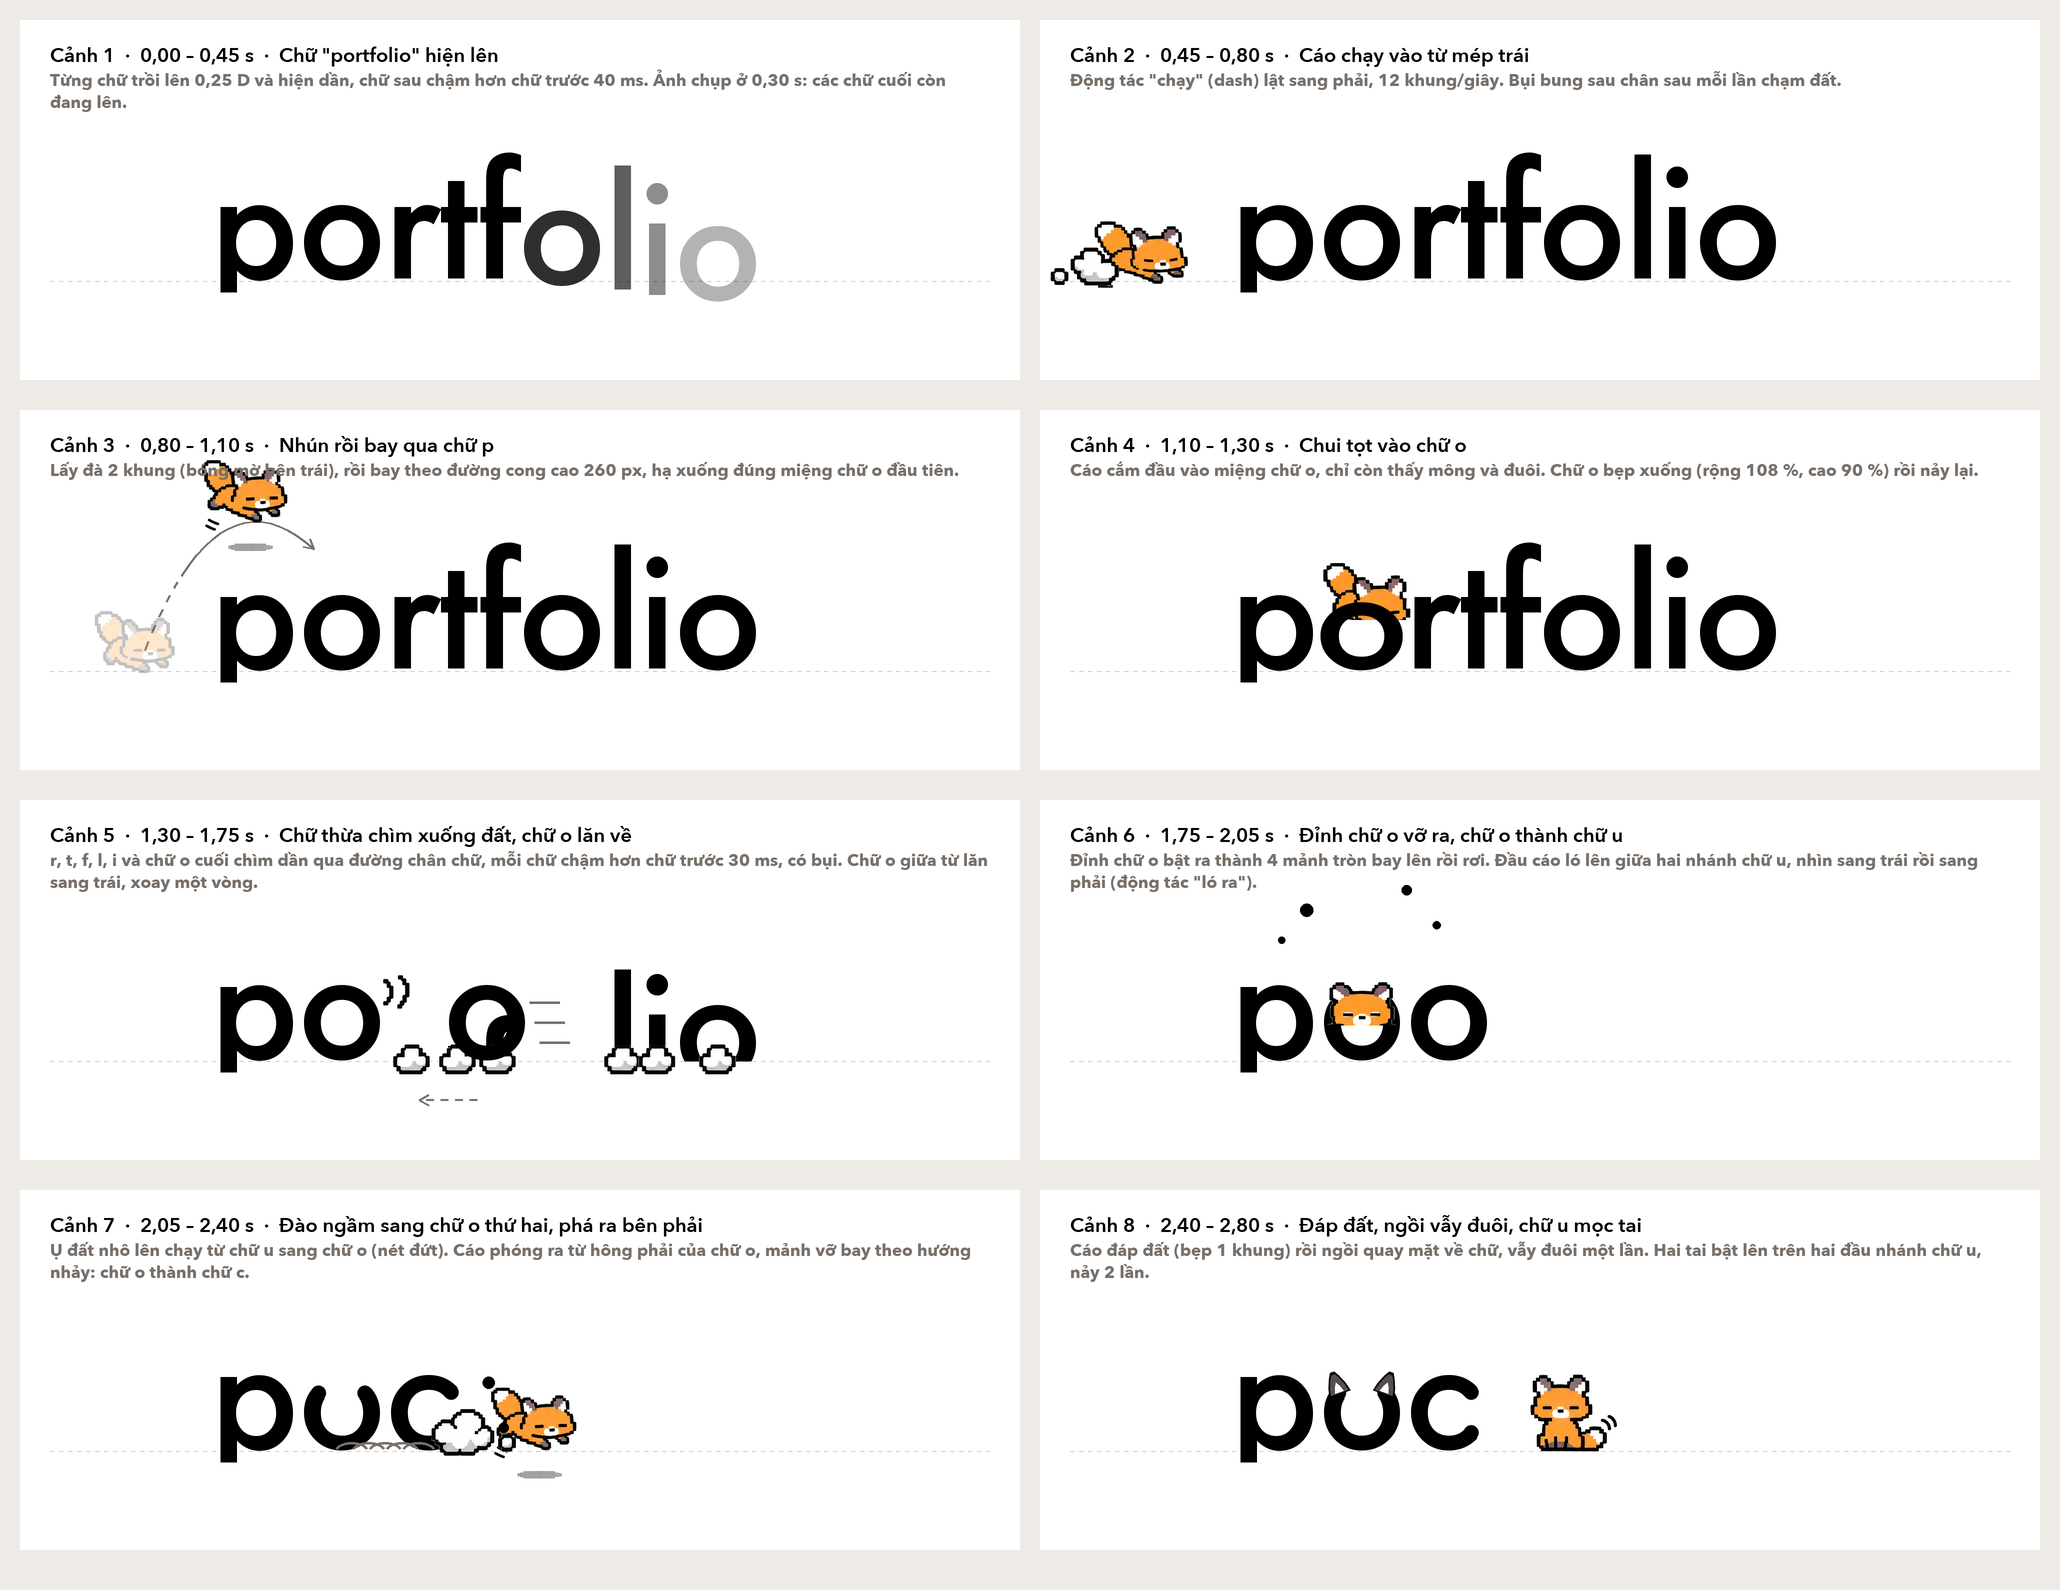 Cảnh 1 · 0,00 – 0,45 s · Chữ "portfolio" hiện lên
Từng chữ trồi lên 0,25 D và hiện dần, chữ sau chậm hơn chữ trước 40 ms. Ảnh chụp ở 0,30 s: các chữ cuối còn
đang lên.
portfolio
Cảnh 2 · 0,45 – 0,80 s · Cáo chạy vào từ mép trái
Động tác "chạy" (dash) lật sang phải, 12 khung/giây. Bụi bung sau chân sau mỗi lần chạm đất.
portfolio
Cảnh 3 · 0,80 – 1,10 s · Nhún rồi bay qua chữ p
Lấy đà 2 khung (bóng mờ bên trái), rồi bay theo đường cong cao 260 px, hạ xuống đúng miệng chữ o đầu tiên.
portfolio
Cảnh 4 · 1,10 – 1,30 s · Chui tọt vào chữ o
Cáo cắm đầu vào miệng chữ o, chỉ còn thấy mông và đuôi. Chữ o bẹp xuống (rộng 108 %, cao 90 %) rồi nảy lại.
portfolio
Cảnh 5 · 1,30 – 1,75 s · Chữ thừa chìm xuống đất, chữ o lăn về
r, t, f, l, i và chữ o cuối chìm dần qua đường chân chữ, mỗi chữ chậm hơn chữ trước 30 ms, có bụi. Chữ o giữa từ lăn
sang trái, xoay một vòng.
po o lio
Cảnh 6 · 1,75 – 2,05 s · Đỉnh chữ o vỡ ra, chữ o thành chữ u
Đỉnh chữ o bật ra thành 4 mảnh tròn bay lên rồi rơi. Đầu cáo ló lên giữa hai nhánh chữ u, nhìn sang trái rồi sang
phải (động tác "ló ra").
puo
Cảnh 7 · 2,05 – 2,40 s · Đào ngầm sang chữ o thứ hai, phá ra bên phải
Ụ đất nhô lên chạy từ chữ u sang chữ o (nét đứt). Cáo phóng ra từ hông phải của chữ o, mảnh vỡ bay theo hướng
nhảy: chữ o thành chữ c.
puc
Cảnh 8 · 2,40 – 2,80 s · Đáp đất, ngồi vẫy đuôi, chữ u mọc tai
Cáo đáp đất (bẹp 1 khung) rồi ngồi quay mặt về chữ, vẫy đuôi một lần. Hai tai bật lên trên hai đầu nhánh chữ u,
nảy 2 lần.
puc